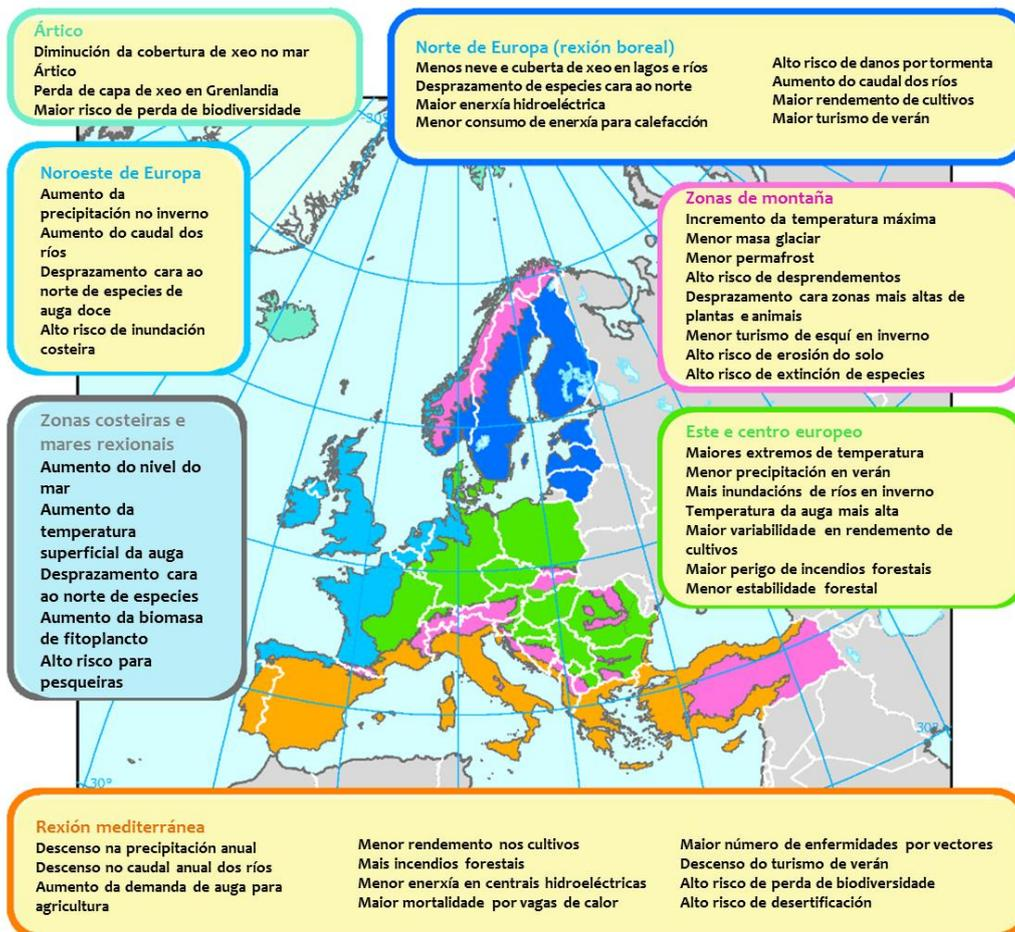 Ártico
Diminución da cobertura de xeo no mar
Ártico
Perda de capa de xeo en Grenlandia
Maior risco de perda de biodiversidade
Norte de Europa (rexión boreal)
Menos neve e cuberta de xeo en lagos e ríos
Desprazamento de especies cara ao norte
Maior enerxía hidroeléctrica
Menor consumo de enerxía para calefacción
Alto risco de danos por tormenta
Aumento do caudal dos ríos
Maior rendemento de cultivos
Maior turismo de verán
Noroeste de Europa
Aumento da
precipitación no inverno
Aumento do caudal dos
ríos
Desprazamento cara ao
norte de especies de
auga doce
Alto risco de inundación
costeira
Zonas de montaña
Incremento da temperatura máxima
Menor masa glaciar
Menor permafrost
Alto risco de desprendementos
Desprazamento cara zonas mais altas de
plantas e animais
Menor turismo de esquí en inverno
Alto risco de erosión do solo
Alto risco de extinción de especies
Zonas costeiras e
mares rexionais
Aumento do nivel do
mar
Aumento da
temperatura
superficial da auga
Desprazamento cara
ao norte de especies
Aumento da biomasa
de fitoplancto
Alto risco para
pesqueiras
Este e centro europeo
Maiores extremos de temperatura
Menor precipitación en verán
Mais inundacións de ríos en inverno
Temperatura da auga mais alta
Maior variabilidade en rendemento de
cultivos
Maior perigo de incendios forestais
Menor estabilidade forestal
30°
30°
30°
Rexión mediterránea
Descenso na precipitación anual
Descenso no caudal anual dos ríos
Aumento da demanda de auga para
agricultura
Menor rendemento nos cultivos
Mais incendios forestais
Menor enerxía en centrais hidroeléctricas
Maior mortalidade por vagas de calor
Maior número de enfermidades por vectores
Descenso do turismo de verán
Alto risco de perda de biodiversidade
Alto risco de desertificación